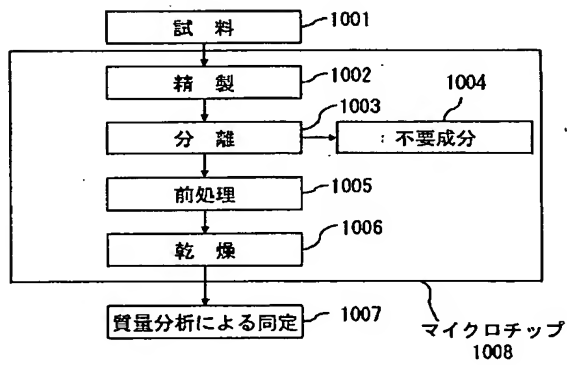 試料 1001
精製 1002
分離 1003
：不要成分 1004
前処理 1005
乾燥 1006
質量分析による同定 1007
マイクロチップ
1008